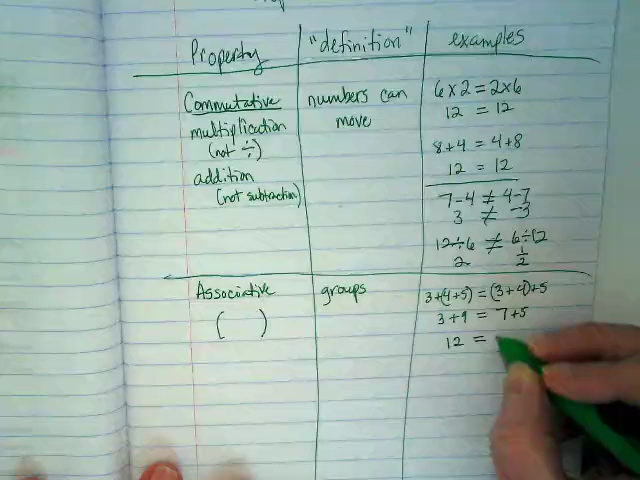 Property "definition" examples
Commutative numbers can 6×2 = 2×6
multiplication move 12 = 12
(not ÷) 8+4 = 4+8
addition 12 = 12
(not subtraction) 7-4 ≠ 4-7
3 ≠ -3
12÷6 ≠ 6÷12
2 1/2
Associative groups 3+(4+5) = (3+4)+5
( ) 3+9 = 7+5
12 =